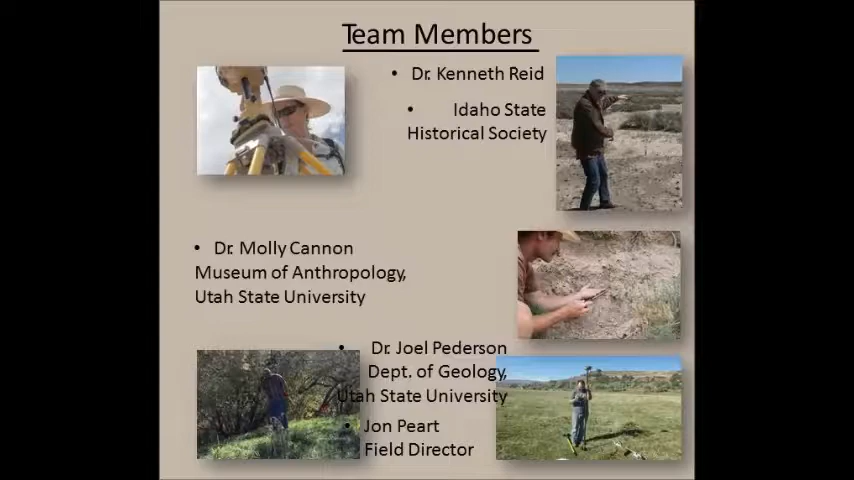 Team Members
• Dr. Kenneth Reid
• Idaho State
Historical Society
• Dr. Molly Cannon
Museum of Anthropology,
Utah State University
• Dr. Joel Pederson
Dept. of Geology,
Utah State University
• Jon Peart
Field Director